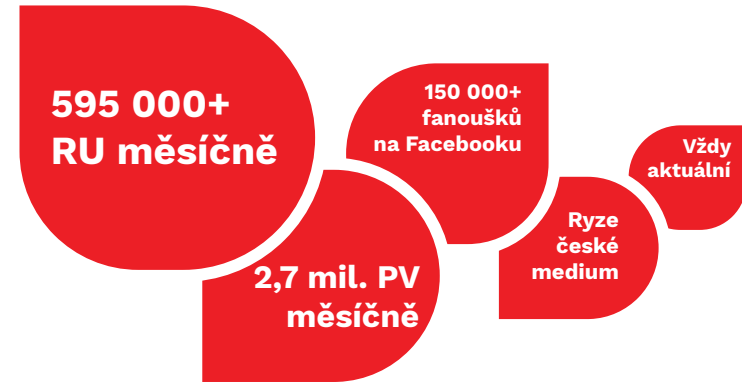 595 000+
RU měsíčně
150 000+
fanoušků
na Facebooku
Vždy
aktuální
2,7 mil. PV
měsíčně
Ryze
české
medium